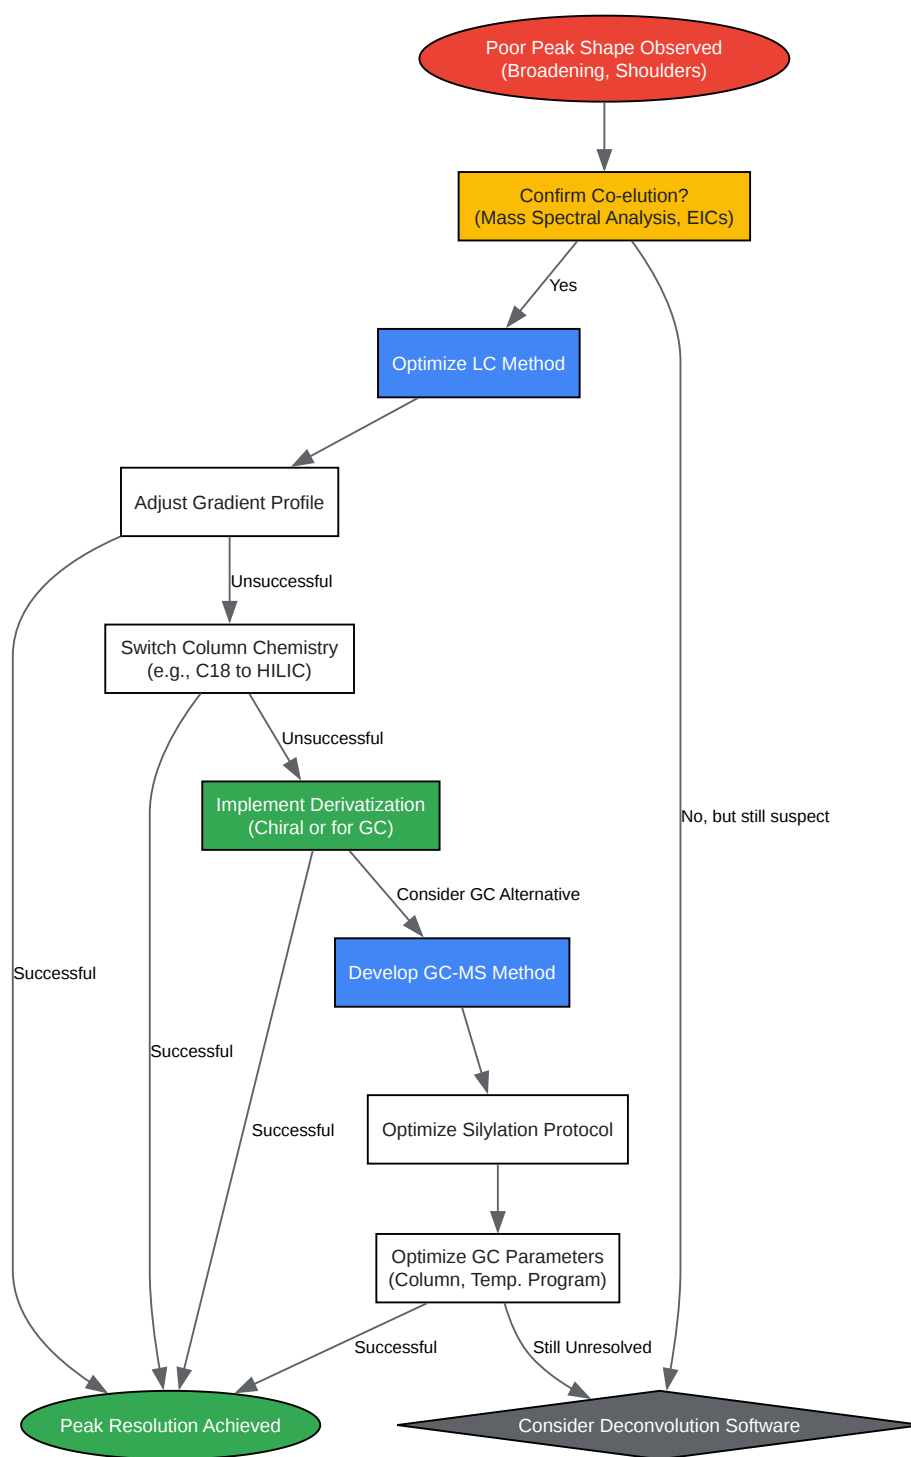 Poor Peak Shape Observed
(Broadening, Shoulders)
Confirm Co-elution?
(Mass Spectral Analysis, EICs)
Yes
Optimize LC Method
Adjust Gradient Profile
Unsuccessful
Switch Column Chemistry
(e.g., C18 to HILIC)
Unsuccessful
Implement Derivatization
(Chiral or for GC)
No, but still suspect
Consider GC Alternative
Develop GC-MS Method
Successful
Successful
Successful
Optimize Silylation Protocol
Optimize GC Parameters
(Column, Temp. Program)
Successful
Still Unresolved
Peak Resolution Achieved
Consider Deconvolution Software